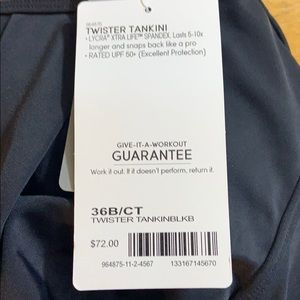 964875
TWISTER TANKINI
• LYCRA® XTRA LIFE™ SPANDEX, Lasts 5-10x
longer and snaps back like a pro
• RATED UPF 50+ (Excellent Protection)
GIVE-IT-A-WORKOUT
GUARANTEE
Work it out. If it doesn't perform, return it.
36B/CT
TWISTER TANKINBLKB
$72.00
964875-11-2-4567
133167145670